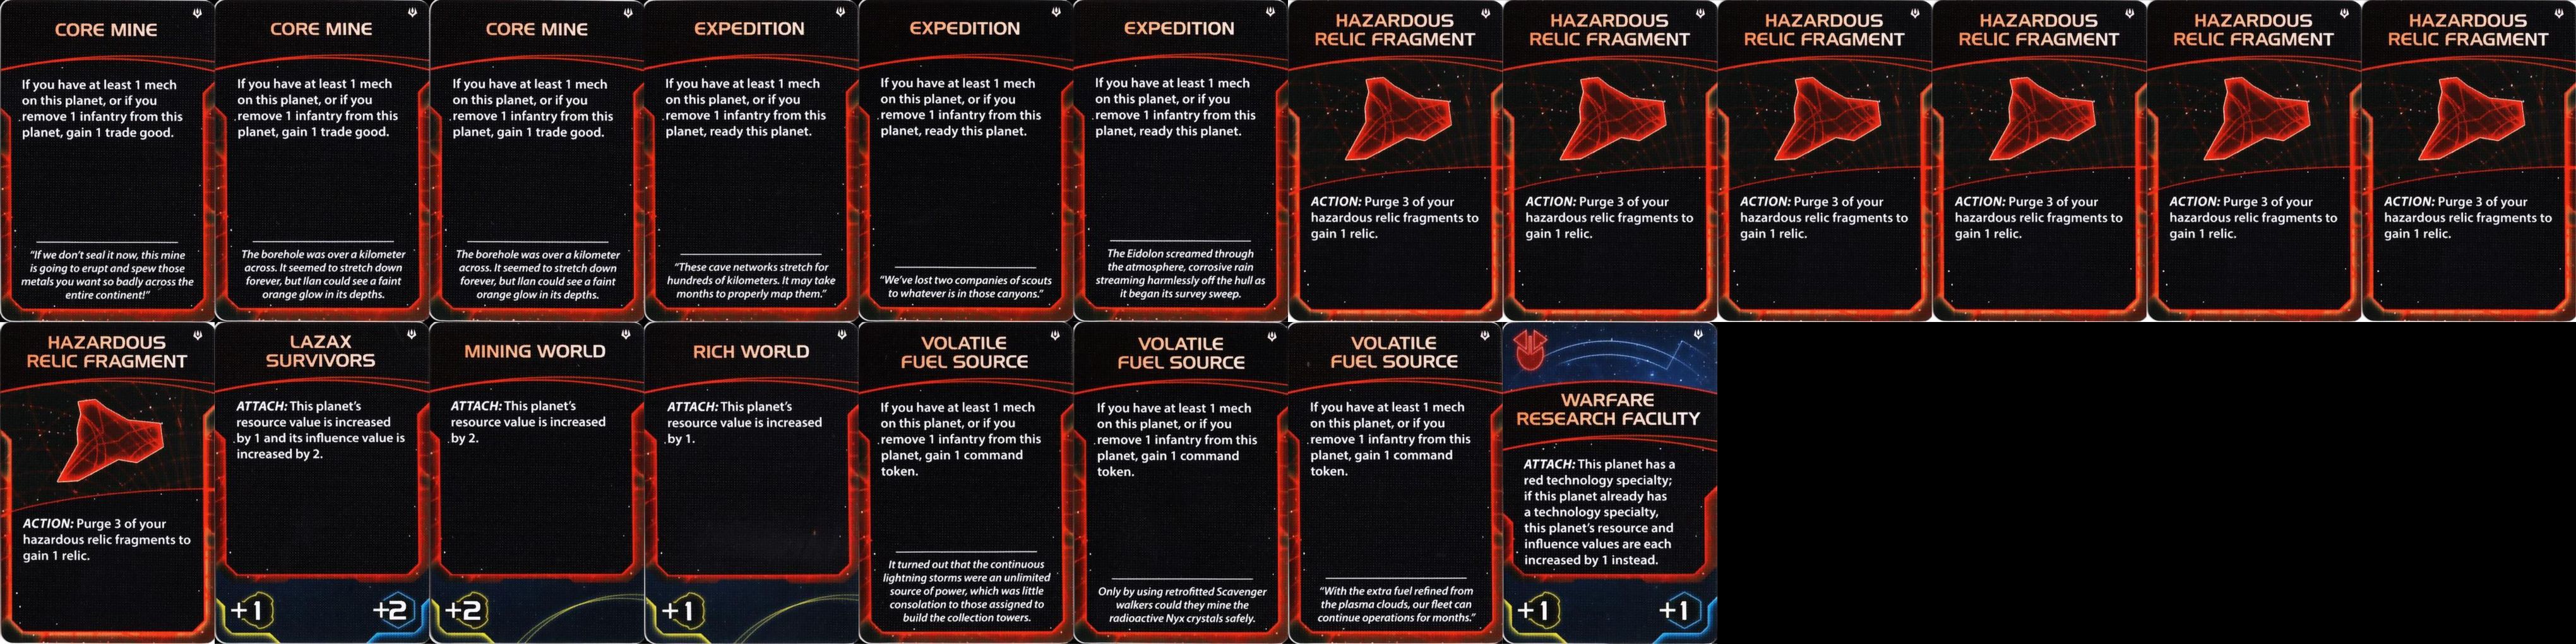 CORE MINE
If you have at least 1 mech
on this planet, or if you
remove 1 infantry from this
planet, gain 1 trade good.
“If we don’t seal it now, this mine
is going to erupt and spew those
metals you want so badly across the
entire continent!”
CORE MINE
If you have at least 1 mech
on this planet, or if you
remove 1 infantry from this
planet, gain 1 trade good.
The borehole was over a kilometer
across. It seemed to stretch down
forever, but Ilan could see a faint
orange glow in its depths.
CORE MINE
If you have at least 1 mech
on this planet, or if you
remove 1 infantry from this
planet, gain 1 trade good.
The borehole was over a kilometer
across. It seemed to stretch down
forever, but Ilan could see a faint
orange glow in its depths.
EXPEDITION
If you have at least 1 mech
on this planet, or if you
remove 1 infantry from this
planet, ready this planet.
“These cave networks stretch for
hundreds of kilometers. It may take
months to properly map them.”
EXPEDITION
If you have at least 1 mech
on this planet, or if you
remove 1 infantry from this
planet, ready this planet.
“We’ve lost two companies of scouts
to whatever is in those canyons.”
EXPEDITION
If you have at least 1 mech
on this planet, or if you
remove 1 infantry from this
planet, ready this planet.
The Eidolon screamed through
the atmosphere, corrosive rain
streaming harmlessly off the hull as
it began its survey sweep.
HAZARDOUS
RELIC FRAGMENT
ACTION: Purge 3 of your
hazardous relic fragments to
gain 1 relic.
HAZARDOUS
RELIC FRAGMENT
ACTION: Purge 3 of your
hazardous relic fragments to
gain 1 relic.
HAZARDOUS
RELIC FRAGMENT
ACTION: Purge 3 of your
hazardous relic fragments to
gain 1 relic.
HAZARDOUS
RELIC FRAGMENT
ACTION: Purge 3 of your
hazardous relic fragments to
gain 1 relic.
HAZARDOUS
RELIC FRAGMENT
ACTION: Purge 3 of your
hazardous relic fragments to
gain 1 relic.
HAZARDOUS
RELIC FRAGMENT
ACTION: Purge 3 of your
hazardous relic fragments to
gain 1 relic.
HAZARDOUS
RELIC FRAGMENT
ACTION: Purge 3 of your
hazardous relic fragments to
gain 1 relic.
LAZAX
SURVIVORS
ATTACH: This planet’s
resource value is increased
by 1 and its influence value is
increased by 2.
+1 +2
MINING WORLD
ATTACH: This planet’s
resource value is increased
by 2.
+2
RICH WORLD
ATTACH: This planet’s
resource value is increased
by 1.
+1
VOLATILE
FUEL SOURCE
If you have at least 1 mech
on this planet, or if you
remove 1 infantry from this
planet, gain 1 command
token.
It turned out that the continuous
lightning storms were an unlimited
source of power, which was little
consolation to those assigned to
build the collection towers.
VOLATILE
FUEL SOURCE
If you have at least 1 mech
on this planet, or if you
remove 1 infantry from this
planet, gain 1 command
token.
Only by using retrofitted Scavenger
walkers could they mine the
radioactive Nyx crystals safely.
VOLATILE
FUEL SOURCE
If you have at least 1 mech
on this planet, or if you
remove 1 infantry from this
planet, gain 1 command
token.
“With the extra fuel refined from
the plasma clouds, our fleet can
continue operations for months.”
WARFARE
RESEARCH FACILITY
ATTACH: This planet has a
red technology specialty;
if this planet already has
a technology specialty,
this planet’s resource and
influence values are each
increased by 1 instead.
+1 +1